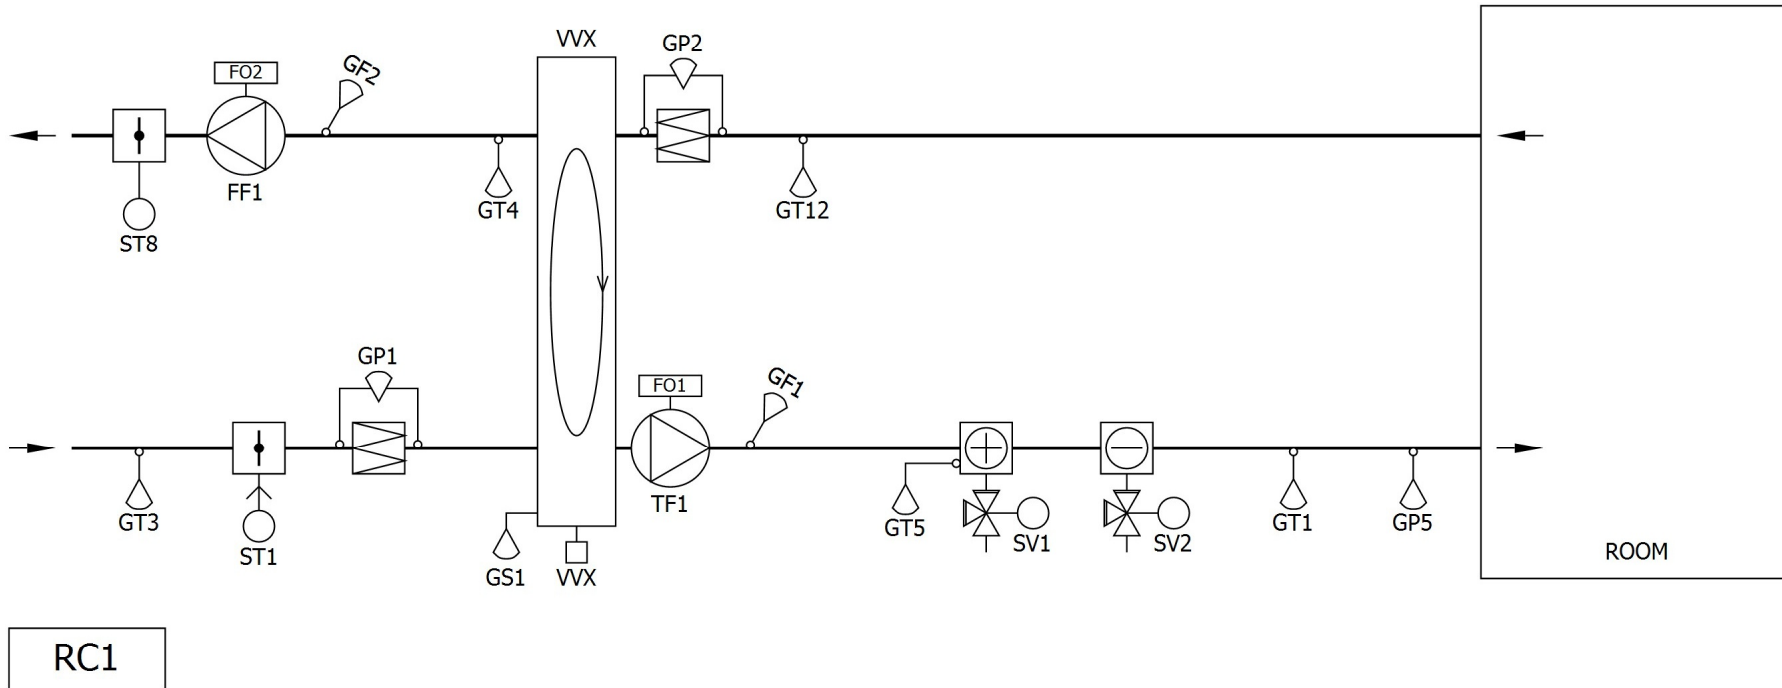 VVX
GP2
FO2
GF2
FF1
GT4
GT12
ST8
GP1
FO1
GF1
GT3
ST1
TF1
GS1
VVX
GT5
SV1
SV2
GT1
GP5
ROOM
RC1